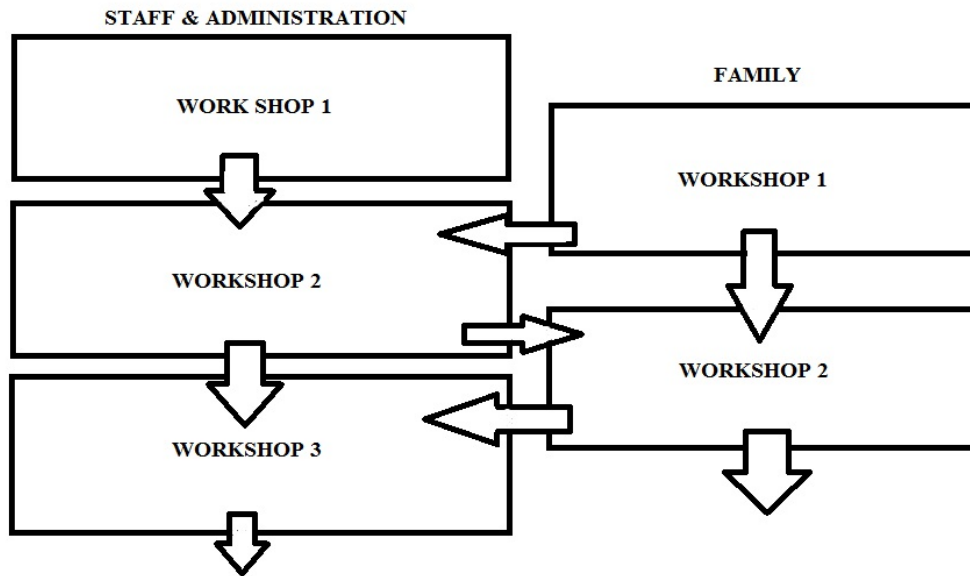 STAFF & ADMINISTRATION
WORK SHOP 1
WORKSHOP 2
WORKSHOP 3
FAMILY
WORKSHOP 1
WORKSHOP 2